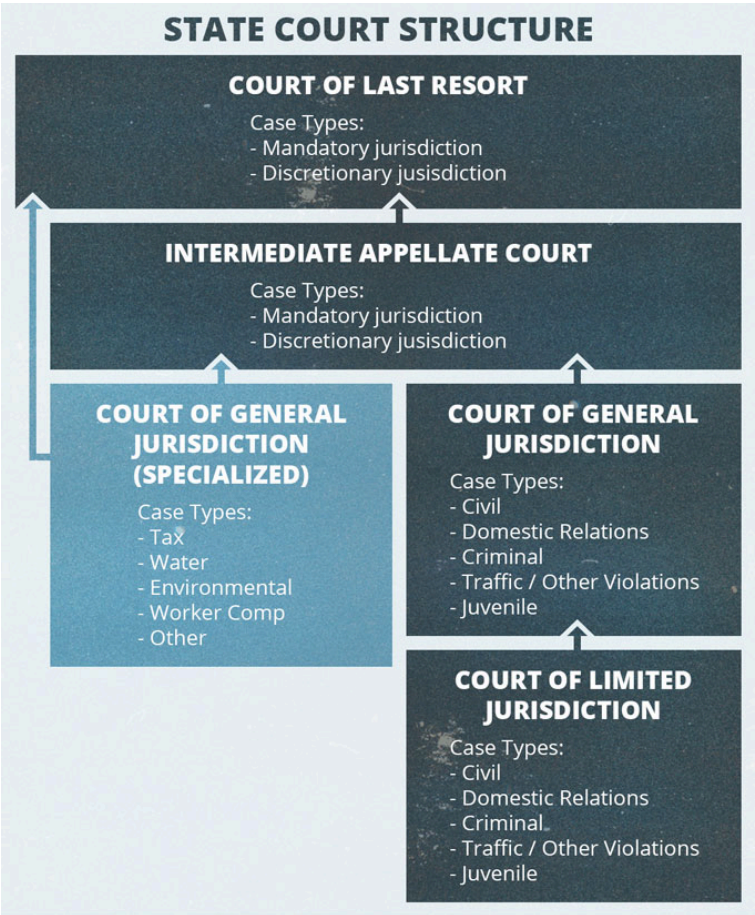 STATE COURT STRUCTURE
COURT OF LAST RESORT
Case Types:
- Mandatory jurisdiction
- Discretionary jusisdiction
INTERMEDIATE APPELLATE COURT
Case Types:
- Mandatory jurisdiction
- Discretionary jusisdiction
COURT OF GENERAL
JURISDICTION
(SPECIALIZED)
Case Types:
- Tax
- Water
- Environmental
- Worker Comp
- Other
COURT OF GENERAL
JURISDICTION
Case Types:
- Civil
- Domestic Relations
- Criminal
- Traffic / Other Violations
- Juvenile
COURT OF LIMITED
JURISDICTION
Case Types:
- Civil
- Domestic Relations
- Criminal
- Traffic / Other Violations
- Juvenile